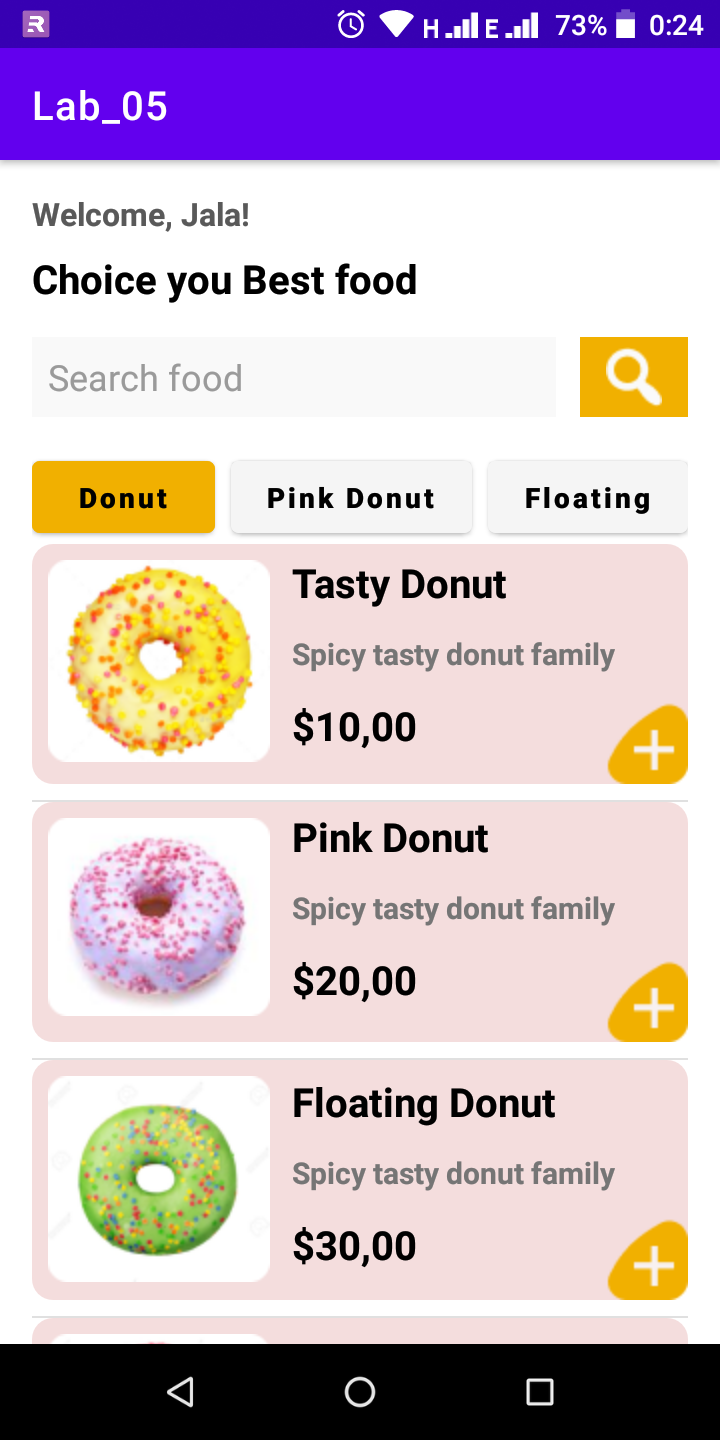 R H E 73% 0:24
Lab_05
Welcome, Jala!
Choice you Best food
Search food
Donut Pink Donut Floating
Tasty Donut
Spicy tasty donut family
$10,00
Pink Donut
Spicy tasty donut family
$20,00
Floating Donut
Spicy tasty donut family
$30,00